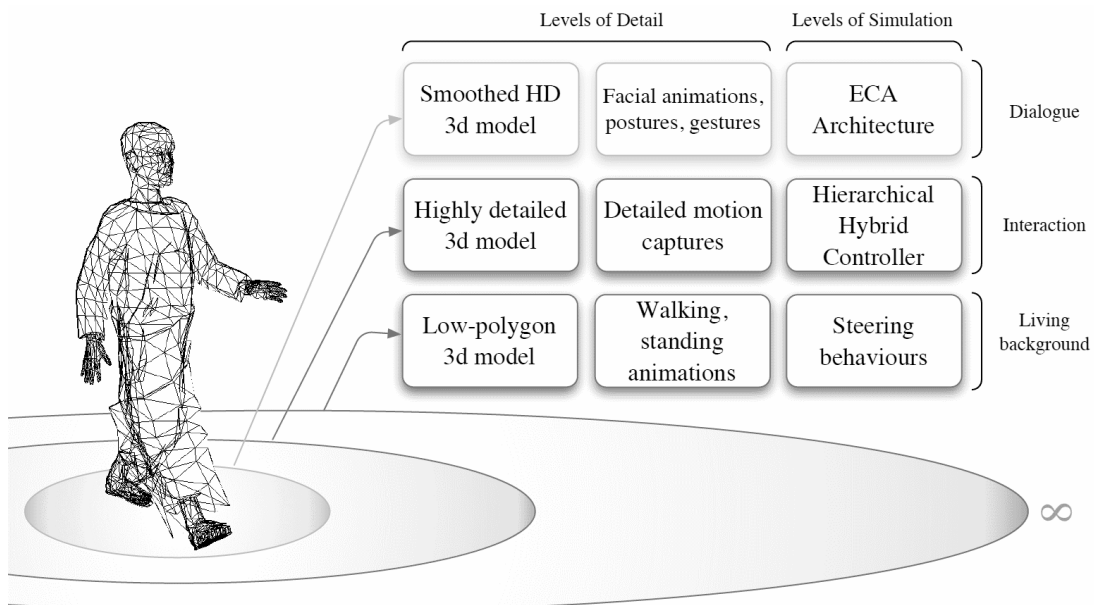 Levels of Detail
Levels of Simulation
Smoothed HD
3d model
Facial animations,
postures, gestures
ECA
Architecture
Dialogue
Highly detailed
3d model
Detailed motion
captures
Hierarchical
Hybrid
Controller
Interaction
Low-polygon
3d model
Walking,
standing
animations
Steering
behaviours
Living
background
∞